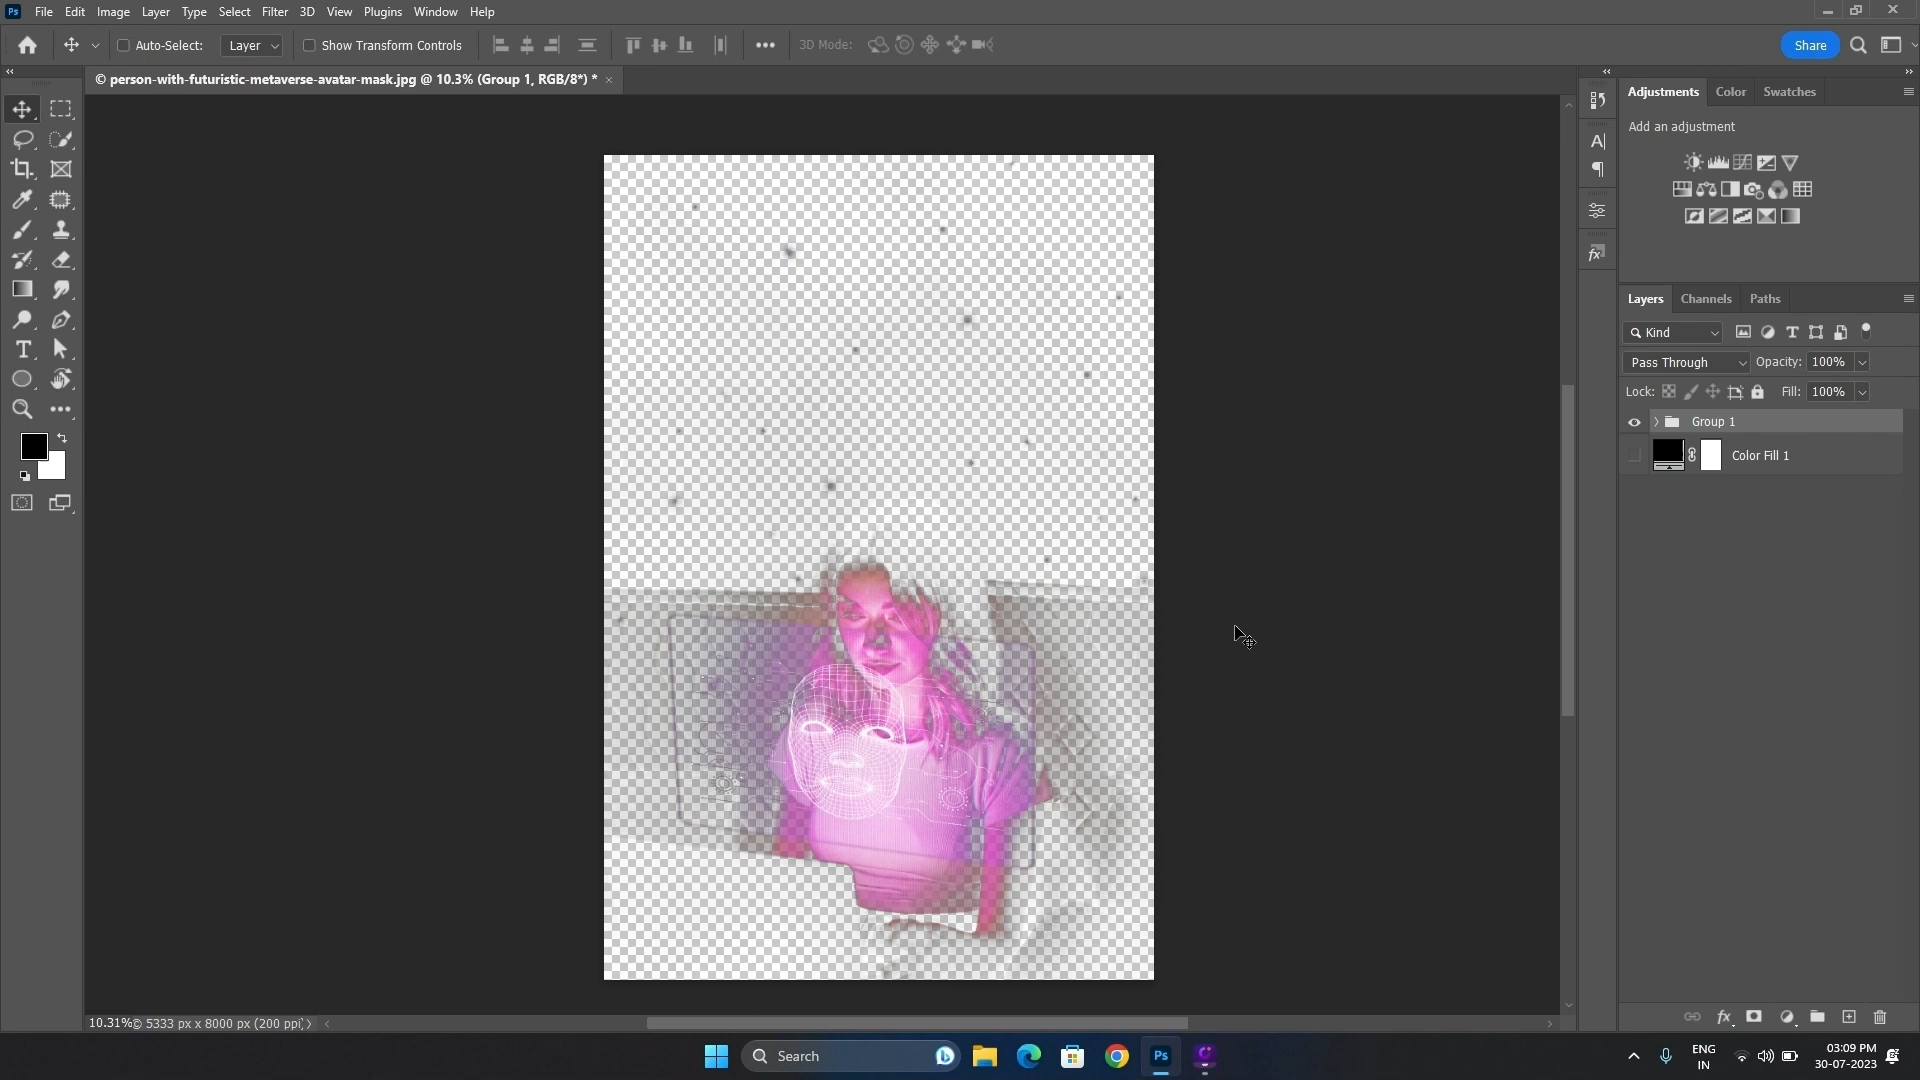 Ps File Edit Image Layer Type Select Filter 3D View Plugins Window Help
Auto-Select: Layer Show Transform Controls 3D Mode: Share
© person-with-futuristic-metaverse-avatar-mask.jpg @ 10.3% (Group 1, RGB/8*) *
Adjustments Color Swatches
Add an adjustment
Layers Channels Paths
Kind
Pass Through Opacity: 100%
Lock: Fill: 100%
Group 1
Color Fill 1
fx
10.31% © 5333 px x 8000 px (200 ppi)
Search
Ps
ENG
IN
03:09 PM
30-07-2023